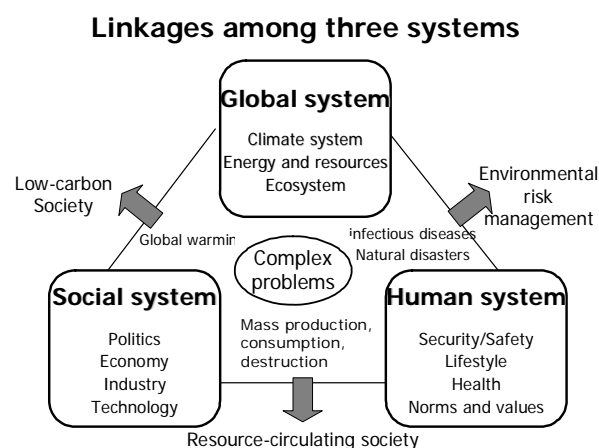 Linkages among three systems
Global system
Climate system
Energy and resources
Ecosystem
Low-carbon
Society
Environmental
risk
management
Global warmin
infectious diseases
Natural disasters
Complex
problems
Social system
Politics
Economy
Industry
Technology
Mass production,
consumption,
destruction
Human system
Security/Safety
Lifestyle
Health
Norms and values
Resource-circulating society